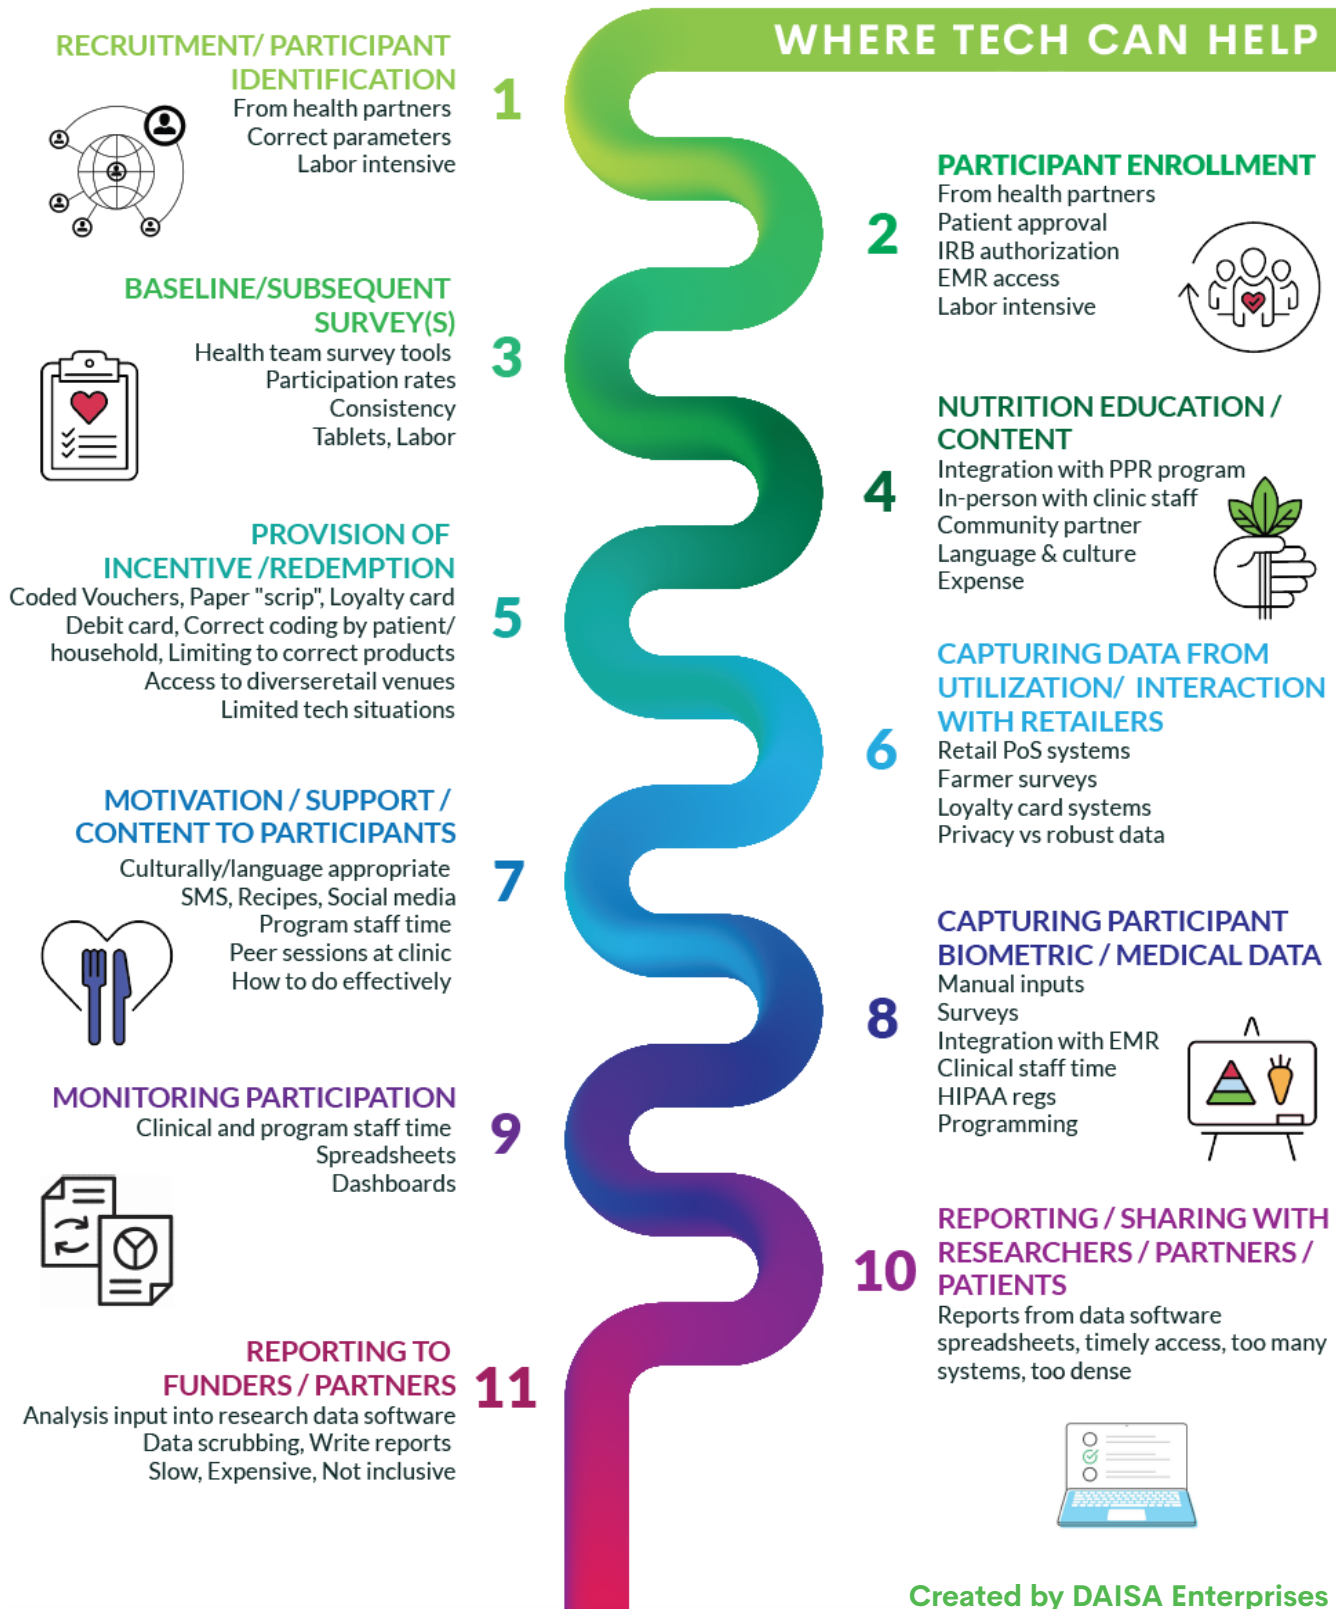 WHERE TECH CAN HELP
RECRUITMENT/ PARTICIPANT
IDENTIFICATION
From health partners
Correct parameters
Labor intensive
1
PARTICIPANT ENROLLMENT
From health partners
Patient approval
IRB authorization
EMR access
Labor intensive
2
BASELINE/SUBSEQUENT
SURVEY(S)
Health team survey tools
Participation rates
Consistency
Tablets, Labor
3
NUTRITION EDUCATION /
CONTENT
Integration with PPR program
In-person with clinic staff
Community partner
Language & culture
Expense
4
PROVISION OF
INCENTIVE /REDEMPTION
Coded Vouchers, Paper "scrip", Loyalty card
Debit card, Correct coding by patient/
household, Limiting to correct products
Access to diverseretail venues
Limited tech situations
5
CAPTURING DATA FROM
UTILIZATION/ INTERACTION
WITH RETAILERS
Retail PoS systems
Farmer surveys
Loyalty card systems
Privacy vs robust data
6
MOTIVATION / SUPPORT /
CONTENT TO PARTICIPANTS
Culturally/language appropriate
SMS, Recipes, Social media
Program staff time
Peer sessions at clinic
How to do effectively
7
CAPTURING PARTICIPANT
BIOMETRIC / MEDICAL DATA
Manual inputs
Surveys
Integration with EMR
Clinical staff time
HIPAA regs
Programming
8
MONITORING PARTICIPATION
Clinical and program staff time
Spreadsheets
Dashboards
9
REPORTING / SHARING WITH
RESEARCHERS / PARTNERS /
PATIENTS
Reports from data software
spreadsheets, timely access, too many
systems, too dense
10
REPORTING TO
FUNDERS / PARTNERS
Analysis input into research data software
Data scrubbing, Write reports
Slow, Expensive, Not inclusive
11
Created by DAISA Enterprises